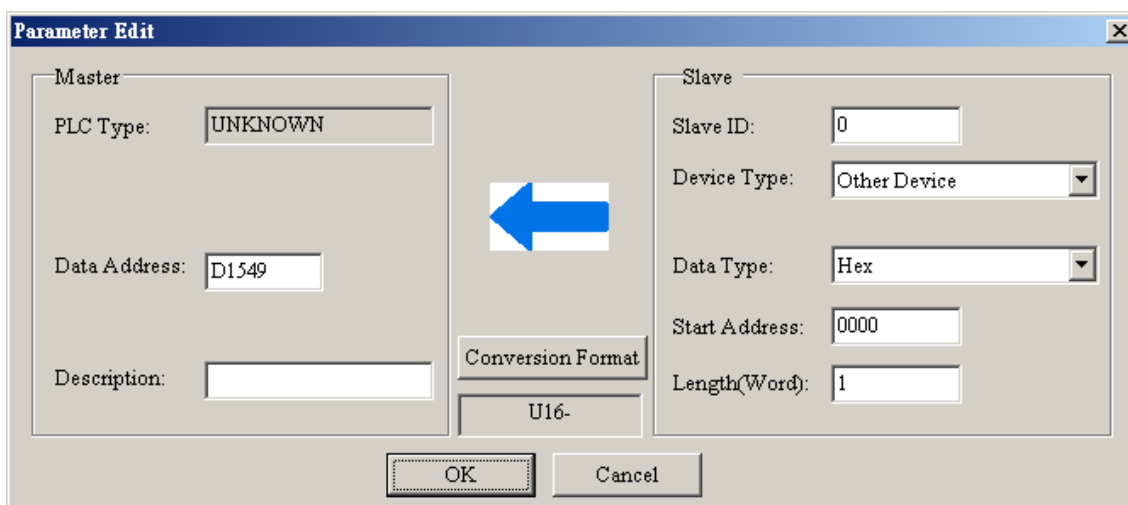 Parameter Edit
Master
PLC Type: UNKNOWN
Data Address: D1549
Description:
Conversion Format
U16-
Slave
Slave ID: 0
Device Type: Other Device
Data Type: Hex
Start Address: 0000
Length(Word): 1
OK Cancel